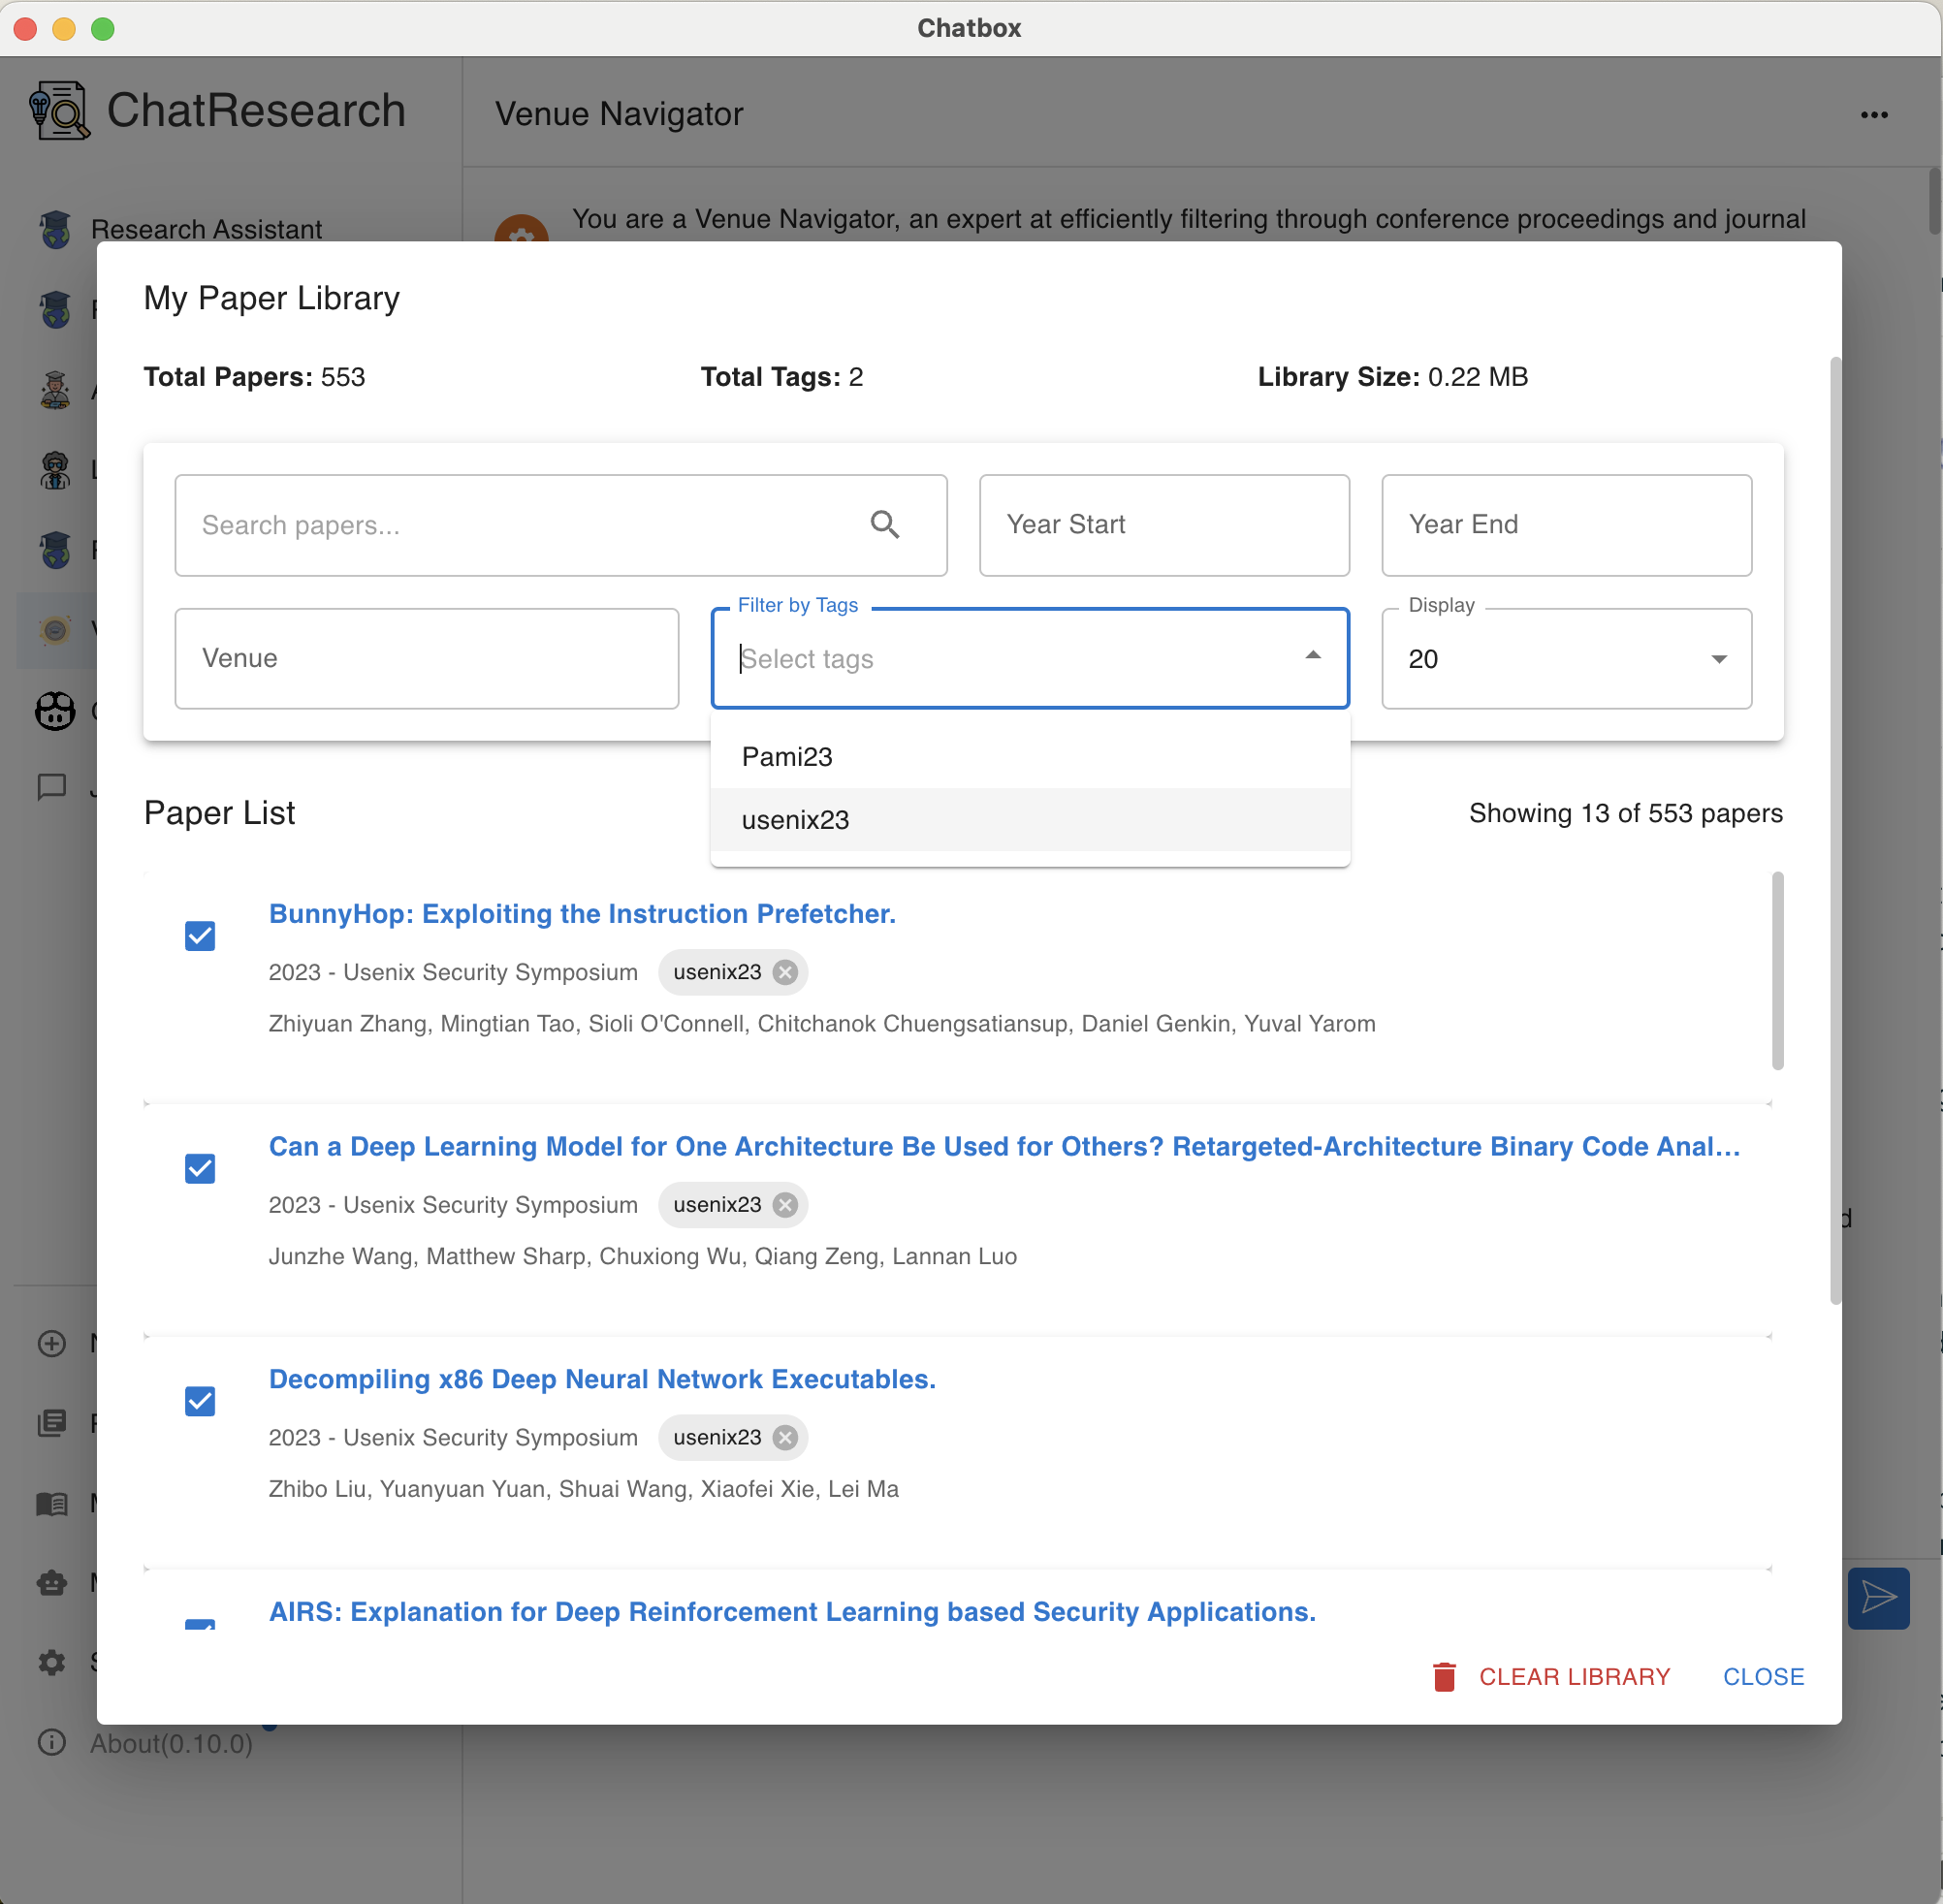 Chatbox
ChatResearch
Venue Navigator
Research Assistant
You are a Venue Navigator, an expert at efficiently filtering through conference proceedings and journal
My Paper Library
Total Papers: 553
Total Tags: 2
Library Size: 0.22 MB
Search papers...
Year Start
Year End
Venue
Filter by Tags
Select tags
Display
20
Pami23
usenix23
Paper List
Showing 13 of 553 papers
BunnyHop: Exploiting the Instruction Prefetcher.
2023 - Usenix Security Symposium usenix23
Zhiyuan Zhang, Mingtian Tao, Sioli O'Connell, Chitchanok Chuengsatiansup, Daniel Genkin, Yuval Yarom
Can a Deep Learning Model for One Architecture Be Used for Others? Retargeted-Architecture Binary Code Anal...
2023 - Usenix Security Symposium usenix23
Junzhe Wang, Matthew Sharp, Chuxiong Wu, Qiang Zeng, Lannan Luo
Decompiling x86 Deep Neural Network Executables.
2023 - Usenix Security Symposium usenix23
Zhibo Liu, Yuanyuan Yuan, Shuai Wang, Xiaofei Xie, Lei Ma
AIRS: Explanation for Deep Reinforcement Learning based Security Applications.
CLEAR LIBRARY
CLOSE
About(0.10.0)